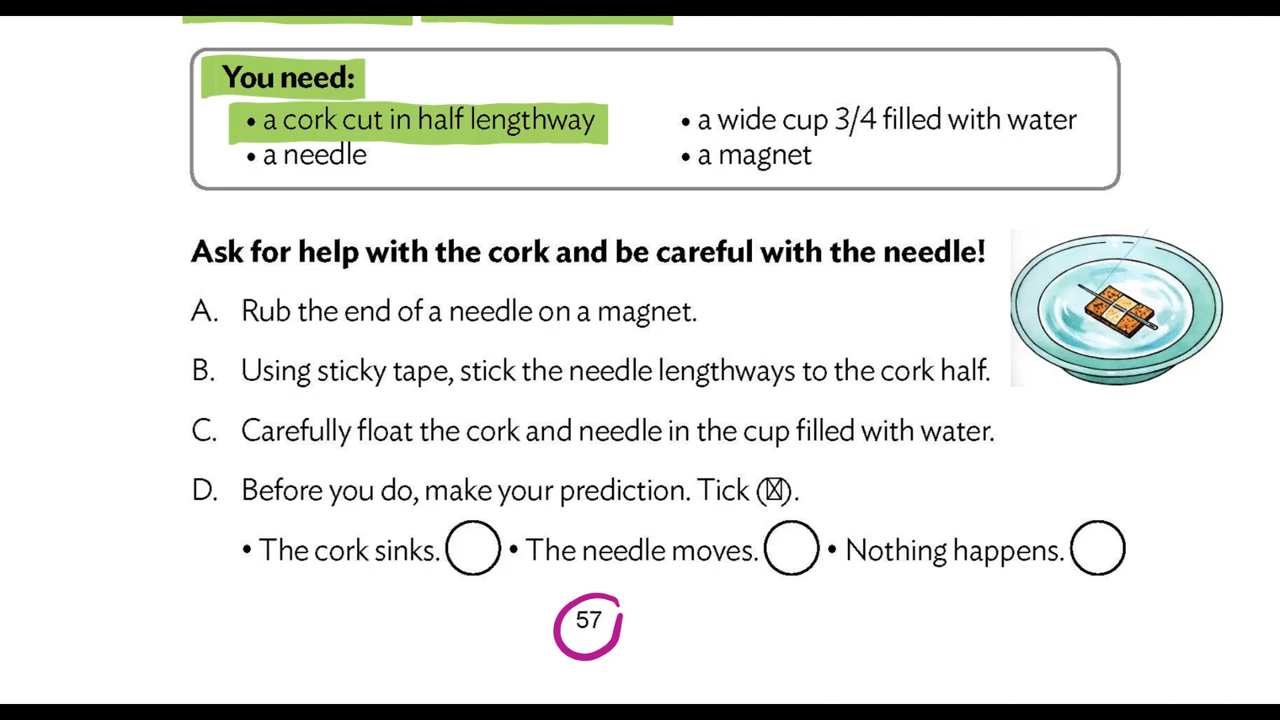 You need:
• a cork cut in half lengthway
• a needle
• a wide cup 3/4 filled with water
• a magnet
Ask for help with the cork and be careful with the needle!
A. Rub the end of a needle on a magnet.
B. Using sticky tape, stick the needle lengthways to the cork half.
C. Carefully float the cork and needle in the cup filled with water.
D. Before you do, make your prediction. Tick (☒).
• The cork sinks. • The needle moves. • Nothing happens.
57